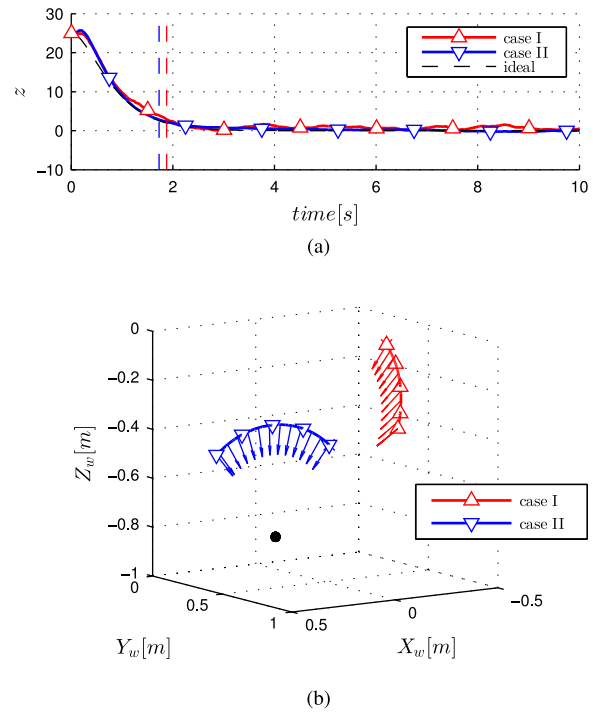 30
20
10
0
−10
z
case I
case II
ideal
0 2 4 6 8 10
time[s]
(a)
0
−0.2
−0.4
−0.6
−0.8
−1
Z_w[m]
case I
case II
0
0.5
1
Y_w[m]
0.5
0
−0.5
X_w[m]
(b)